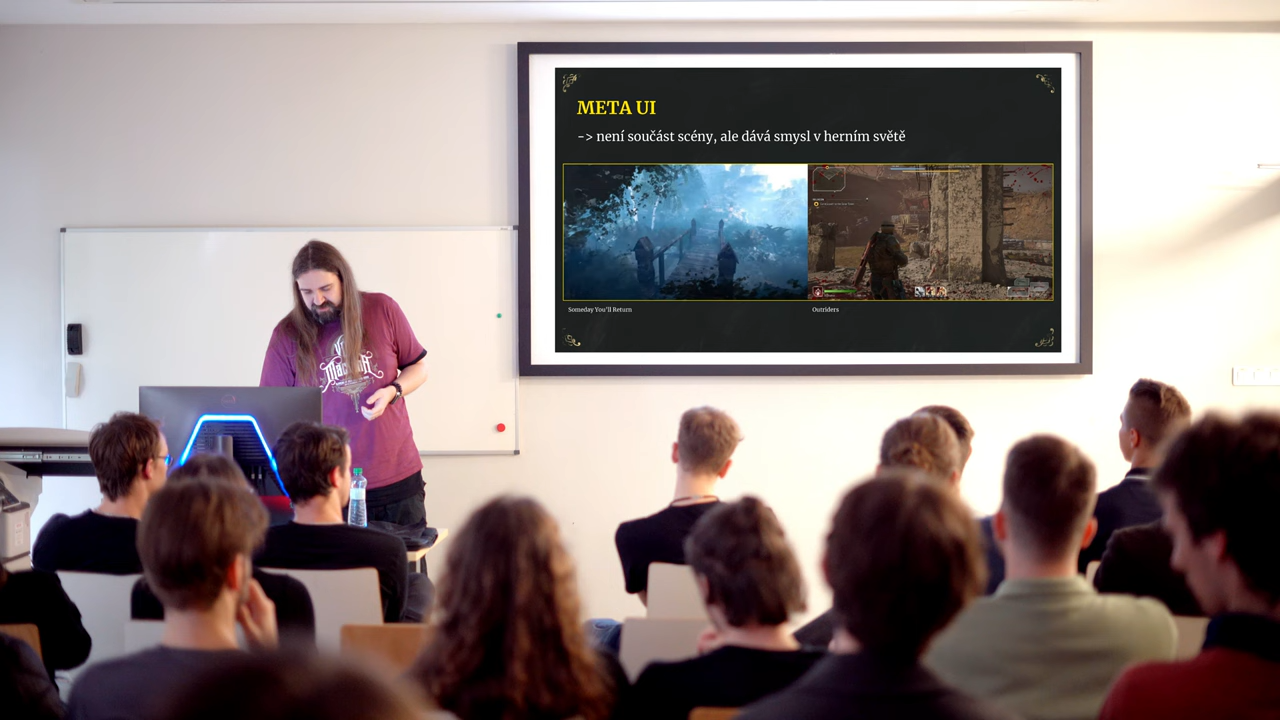 META UI
-> není součást scény, ale dává smysl v herním světě
Someday You'll Return
Outriders